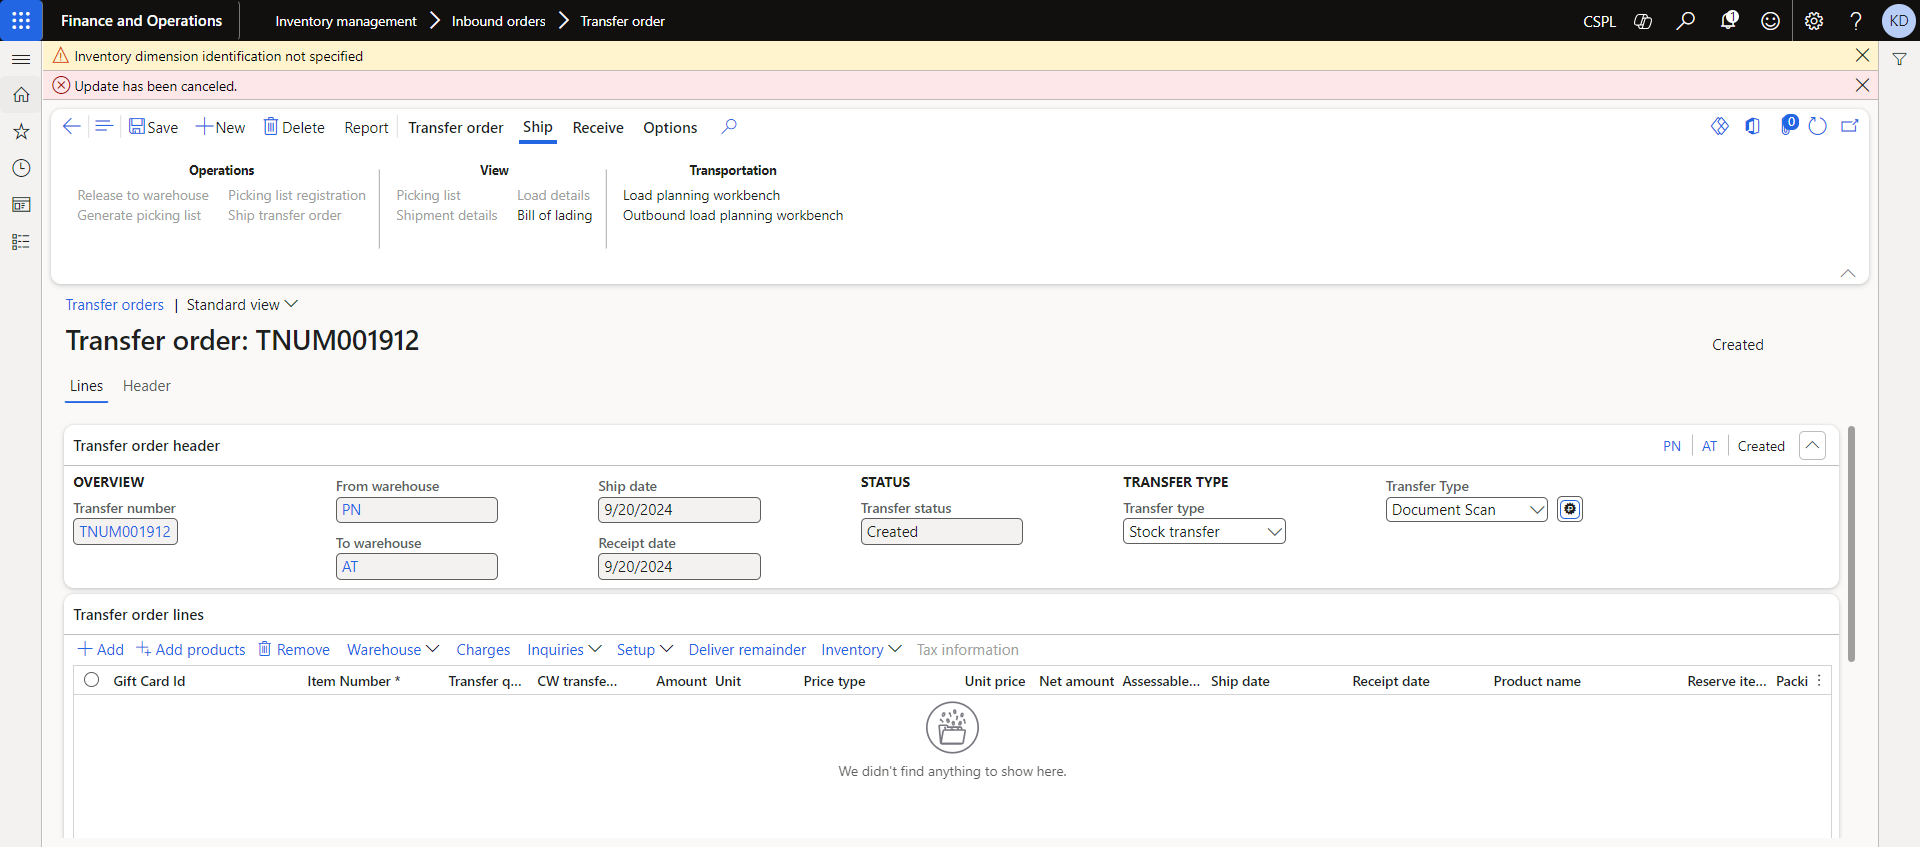 Finance and Operations
Inventory management > Inbound orders > Transfer order
CSPL
1
?
KD
Inventory dimension identification not specified
Update has been canceled.
Save
New
Delete
Report
Transfer order
Ship
Receive
Options
0
Operations
View
Transportation
Release to warehouse
Picking list registration
Picking list
Load details
Load planning workbench
Generate picking list
Ship transfer order
Shipment details
Bill of lading
Outbound load planning workbench
Transfer orders | Standard view
Transfer order: TNUM001912
Created
Lines
Header
Transfer order header
PN
AT
Created
OVERVIEW
Transfer number
TNUM001912
From warehouse
PN
To warehouse
AT
Ship date
9/20/2024
Receipt date
9/20/2024
STATUS
Transfer status
Created
TRANSFER TYPE
Transfer type
Stock transfer
Transfer Type
Document Scan
Transfer order lines
Add
Add products
Remove
Warehouse
Charges
Inquiries
Setup
Deliver remainder
Inventory
Tax information
Gift Card Id
Item Number *
Transfer q...
CW transfe...
Amount
Unit
Price type
Unit price
Net amount
Assessable...
Ship date
Receipt date
Product name
Reserve ite...
Packi
We didn't find anything to show here.